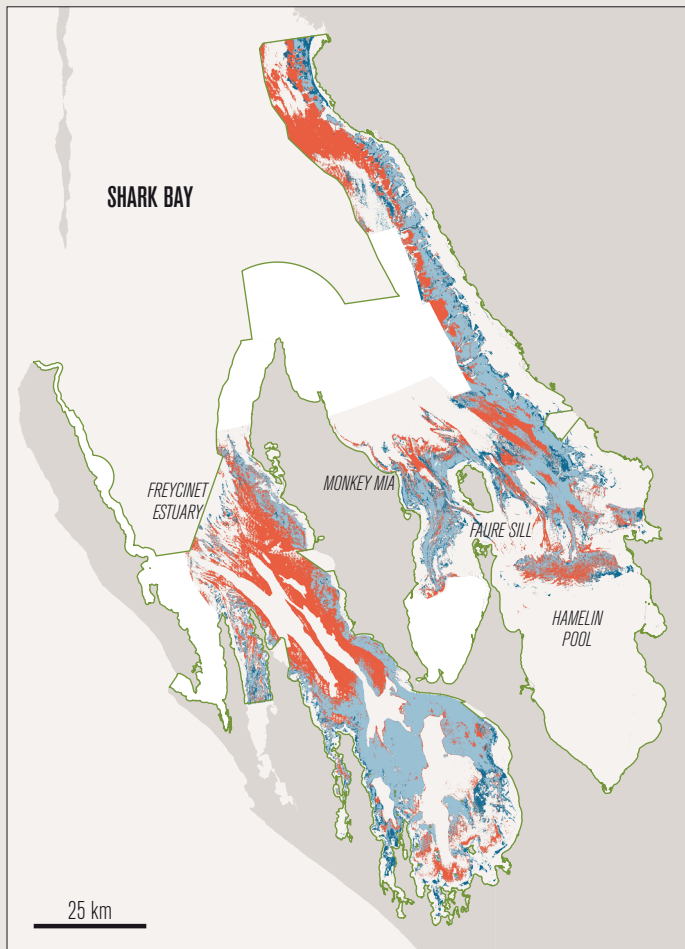 SHARK BAY
FREYCINET
ESTUARY
MONKEY MIA
FAURE SILL
HAMELIN
POOL
25 km